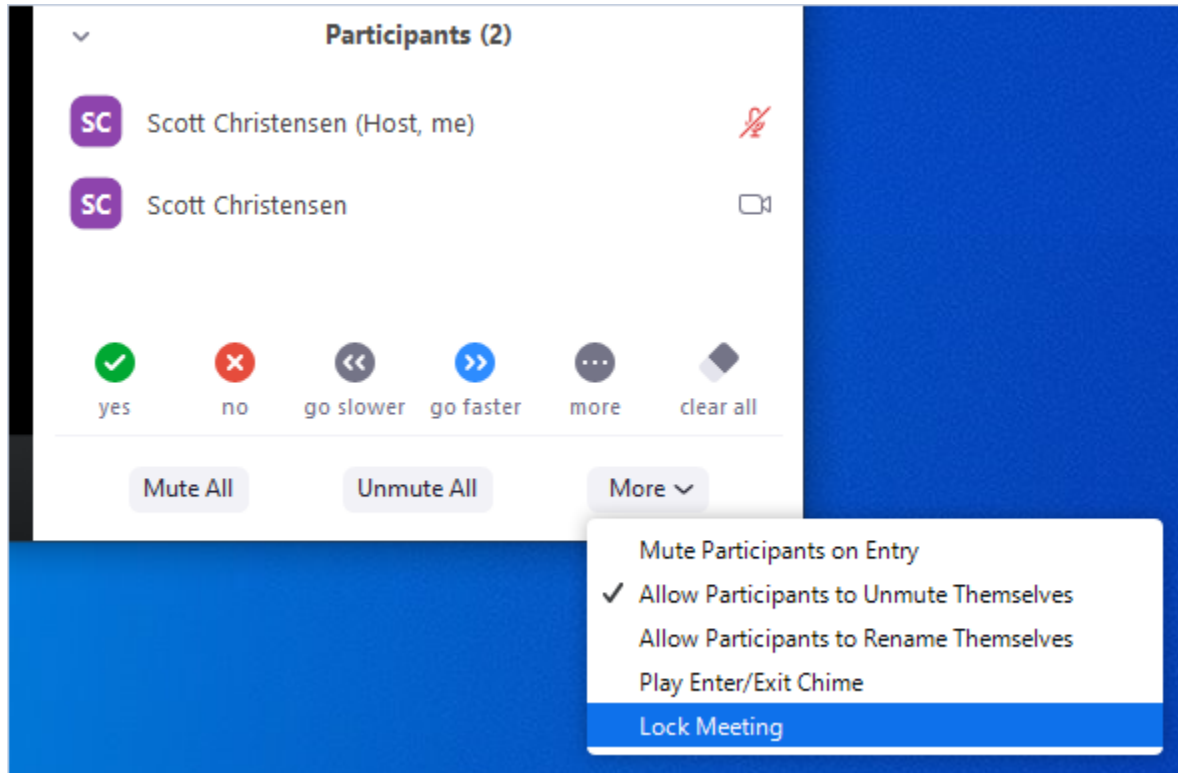 Participants (2)
SC Scott Christensen (Host, me)
SC Scott Christensen
yes no go slower go faster more clear all
Mute All Unmute All More
Mute Participants on Entry
Allow Participants to Unmute Themselves
Allow Participants to Rename Themselves
Play Enter/Exit Chime
Lock Meeting